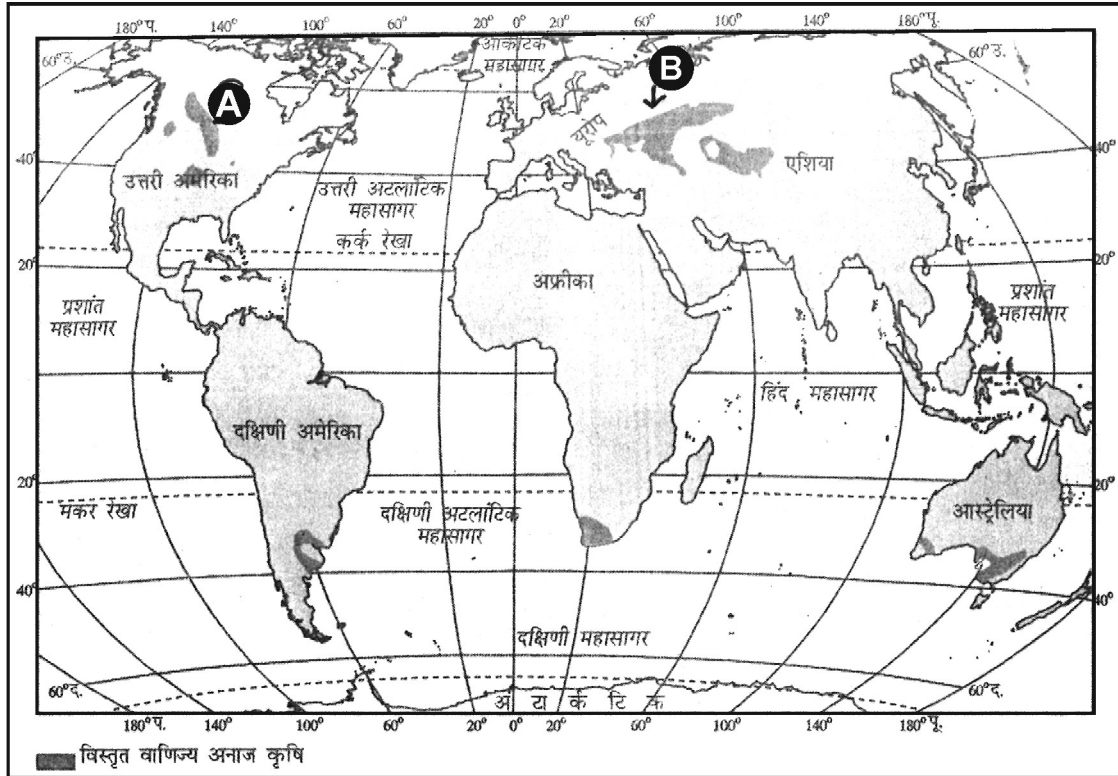 180°प. 140° 100° 60° 20° 0° 20° 60° 100° 140° 180°पू.
आर्कटिक
महासागर
60°उ.
60°उ.
A
B
यूरोप
एशिया
40°
40°
उत्तरी अमेरिका
उत्तरी अटलांटिक
महासागर
कर्क रेखा
20°
20°
अफ्रीका
प्रशांत
महासागर
प्रशांत
महासागर
0°
हिंद महासागर
दक्षिणी अमेरिका
20°
20°
मकर रेखा
दक्षिणी अटलांटिक
महासागर
आस्ट्रेलिया
40°
40°
दक्षिणी महासागर
60°द.
60°द.
अं टा र्क टि क
180°प. 140° 100° 60° 20° 0° 20° 60° 100° 140° 180°पू.
विस्तृत वाणिज्य अनाज कृषि